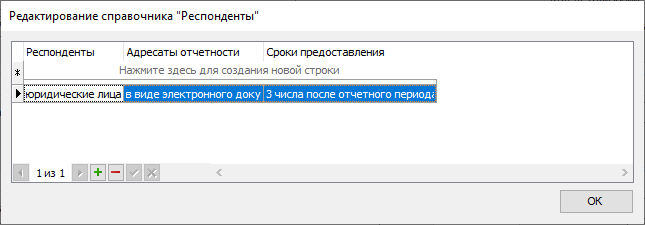 Редактирование справочника "Респонденты"
Респонденты Адресаты отчетности Сроки предоставления
Нажмите здесь для создания новой строки
юридические лица в виде электронного доку 3 числа после отчетного периода
1 из 1
OK